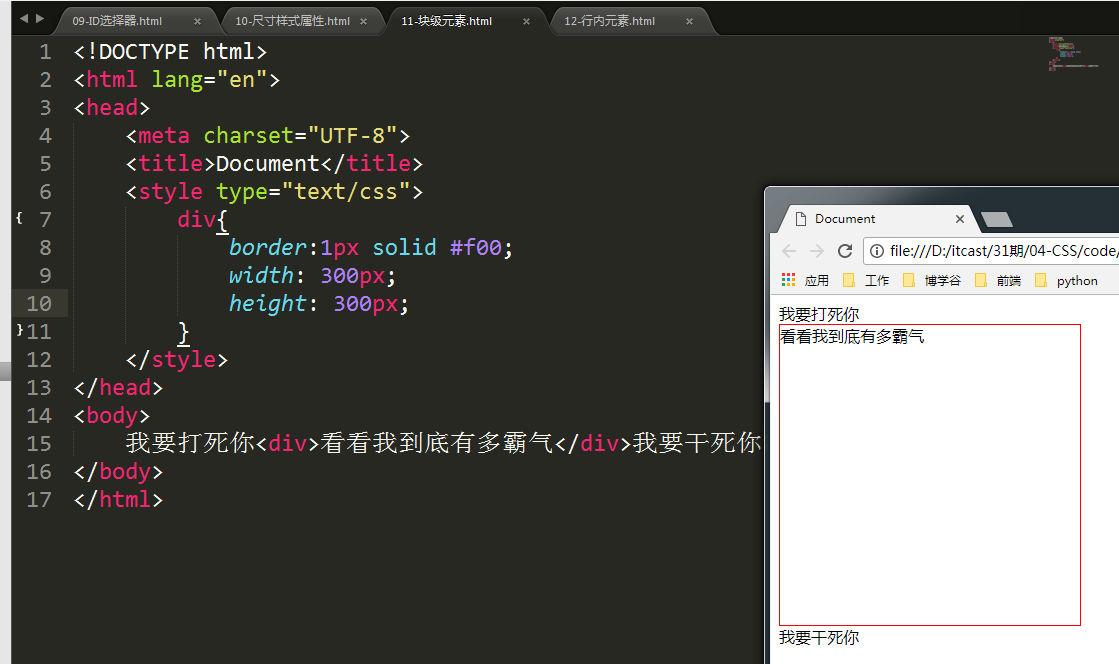 09-ID选择器.html 10-尺寸样式属性.html 11-块级元素.html 12-行内元素.html
1 <!DOCTYPE html>
2 <html lang="en">
3 <head>
4 <meta charset="UTF-8">
5 <title>Document</title>
6 <style type="text/css">
{ 7 div{
8 border:1px solid #f00;
9 width: 300px;
10 height: 300px;
} 11 }
12 </style>
13 </head>
14 <body>
15 我要打死你<div>看看我到底有多霸气</div>我要干死你
16 </body>
17 </html>
Document
file:///D:/itcast/31期/04-CSS/code/
应用 工作 博学谷 前端 python
我要打死你
看看我到底有多霸气
我要干死你